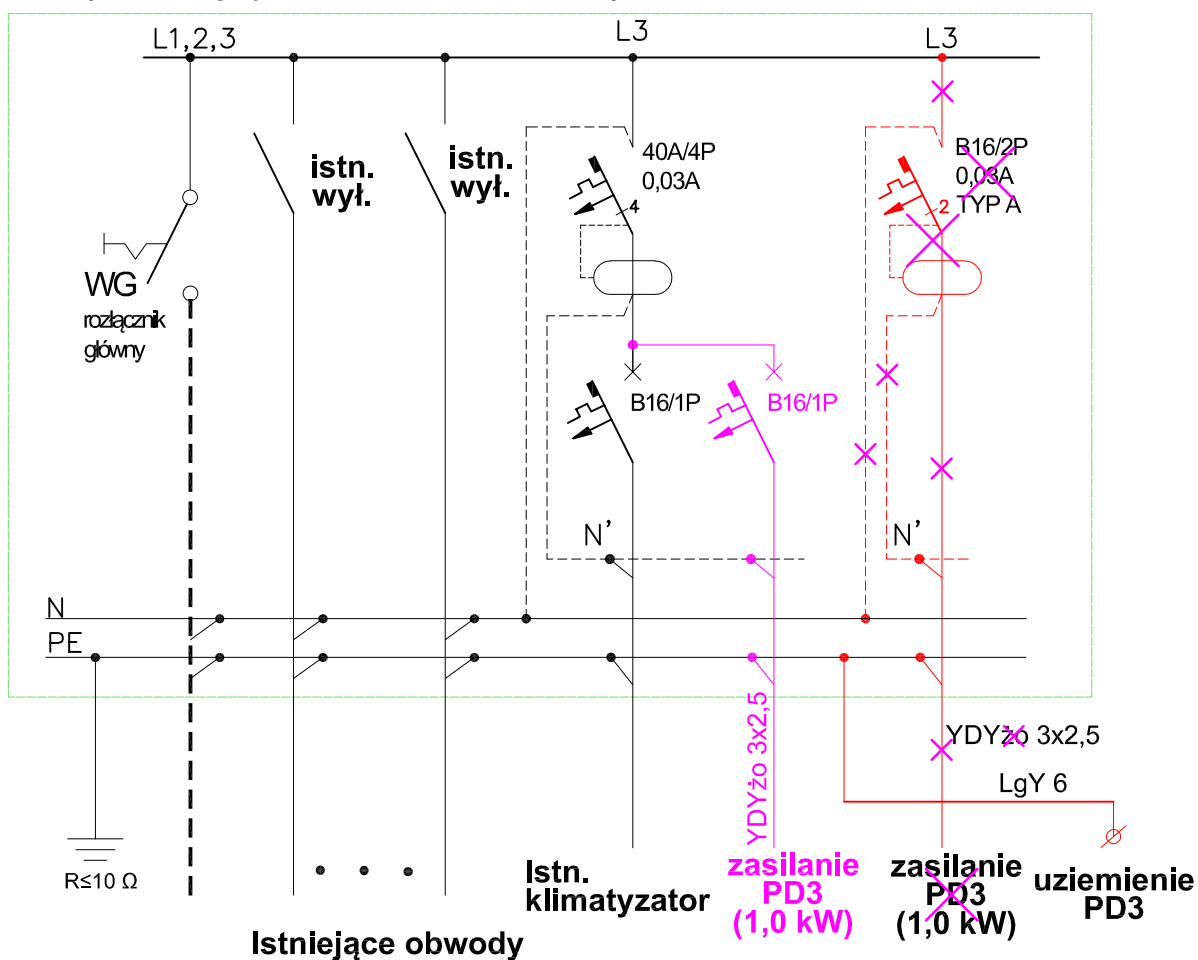 L1,2,3
L3
L3
istn.
wył.
istn.
wył.
40A/4P
0,03A
4
B16/2P
0,03A
TYP A
2
WG
rozłącznik
główny
B16/1P
B16/1P
N'
N'
N
PE
YDYżo 3x2,5
YDYżo 3x2,5
LgY 6
R≤10 Ω
Istn.
klimatyzator
zasilanie
PD3
(1,0 kW)
zasilanie
PD3
(1,0 kW)
uziemienie
PD3
Istniejące obwody